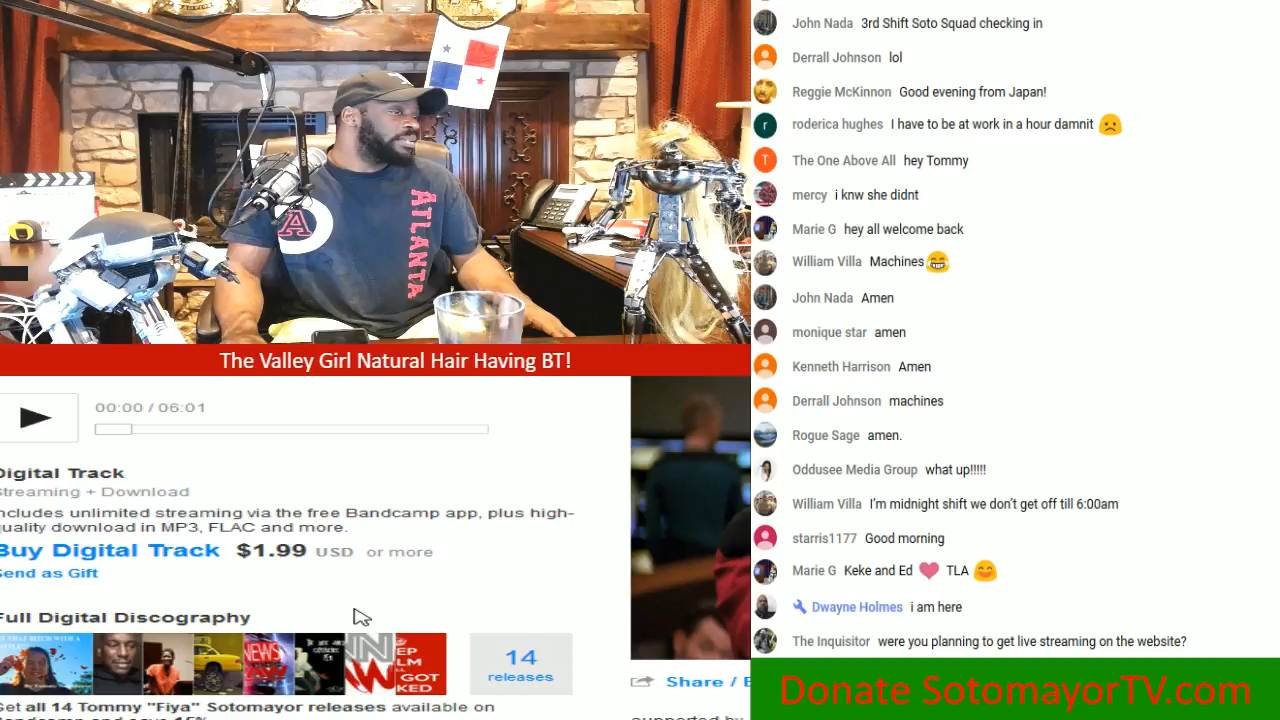 ATLANTA
A
The Valley Girl Natural Hair Having BT!
00:00 / 06:01
Digital Track
Streaming + Download
ncludes unlimited streaming via the free Bandcamp app, plus high-
quality download in MP3, FLAC and more.
Buy Digital Track $1.99 USD or more
Send as Gift
Full Digital Discography
NEWS
GOT
14
releases
Get all 14 Tommy "Fiya" Sotomayor releases available on
Share /
supported by
John Nada 3rd Shift Soto Squad checking in
Derrall Johnson lol
Reggie McKinnon Good evening from Japan!
r
roderica hughes I have to be at work in a hour damnit ☹️
T
The One Above All hey Tommy
mercy i knw she didnt
Marie G hey all welcome back
William Villa Machines😂
John Nada Amen
monique star amen
Kenneth Harrison Amen
Derrall Johnson machines
Rogue Sage amen.
Oddusee Media Group what up!!!!!
William Villa I'm midnight shift we don't get off till 6:00am
starris1177 Good morning
Marie G Keke and Ed ❤️ TLA 🤗
Dwayne Holmes i am here
The Inquisitor were you planning to get live streaming on the website?
Donate SotomayorTV.com